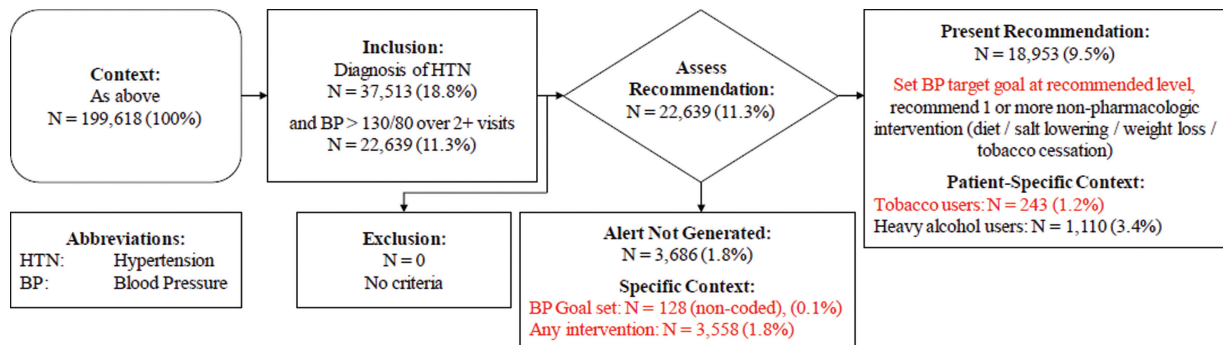 Context:
As above
N = 199,618 (100%)
Inclusion:
Diagnosis of HTN
N = 37,513 (18.8%)
and BP > 130/80 over 2+ visits
N = 22,639 (11.3%)
Assess
Recommendation:
N = 22,639 (11.3%)
Present Recommendation:
N = 18,953 (9.5%)
Set BP target goal at recommended level,
recommend 1 or more non-pharmacologic
intervention (diet / salt lowering / weight loss /
tobacco cessation)
Patient-Specific Context:
Tobacco users: N = 243 (1.2%)
Heavy alcohol users: N = 1,110 (3.4%)
Abbreviations:
HTN: Hypertension
BP: Blood Pressure
Exclusion:
N = 0
No criteria
Alert Not Generated:
N = 3,686 (1.8%)
Specific Context:
BP Goal set: N = 128 (non-coded), (0.1%)
Any intervention: N = 3,558 (1.8%)